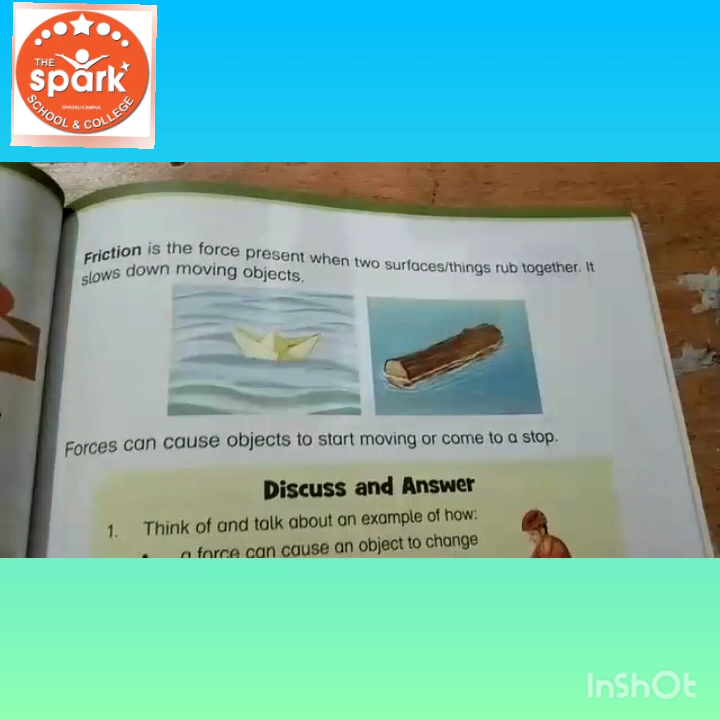 THE
spark
SCHOOL & COLLEGE
Friction is the force present when two surfaces/things rub together. It
slows down moving objects.
Forces can cause objects to start moving or come to a stop.
Discuss and Answer
1. Think of and talk about an example of how:
• a force can cause an object to change
InShOt